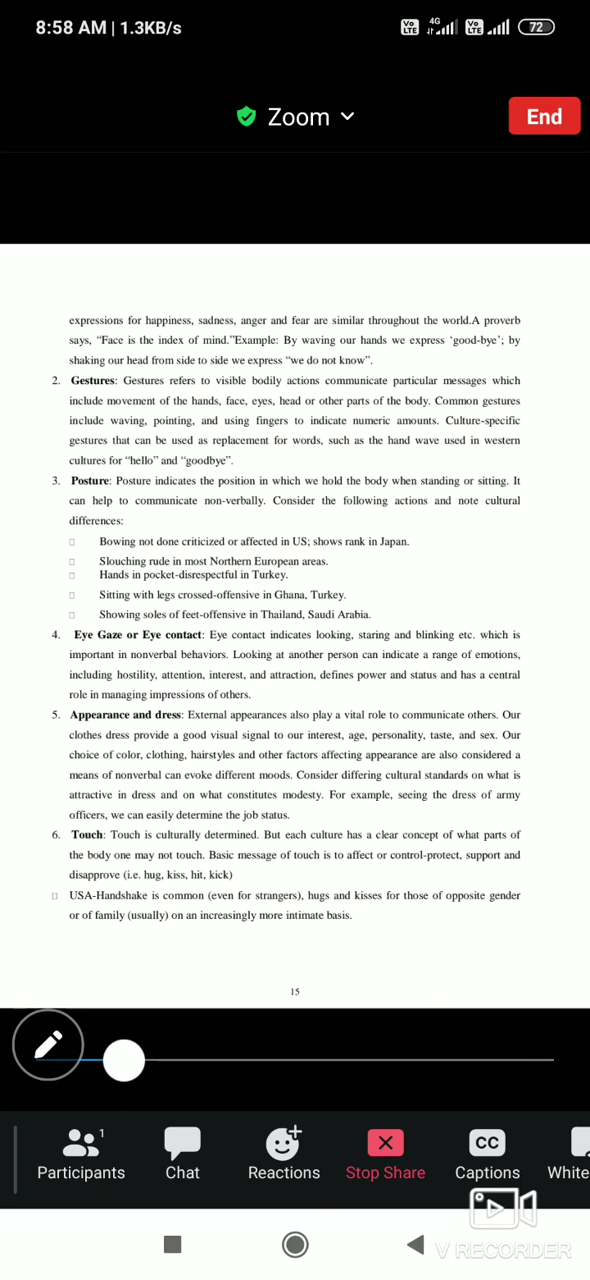 8:58 AM | 1.3KB/s
Vo LTE 4G Vo LTE 72
Zoom
End
expressions for happiness, sadness, anger and fear are similar throughout the world.A proverb
says, “Face is the index of mind.”Example: By waving our hands we express ‘good-bye’; by
shaking our head from side to side we express “we do not know”.
2. Gestures: Gestures refers to visible bodily actions communicate particular messages which
include movement of the hands, face, eyes, head or other parts of the body. Common gestures
include waving, pointing, and using fingers to indicate numeric amounts. Culture-specific
gestures that can be used as replacement for words, such as the hand wave used in western
cultures for “hello” and “goodbye”.
3. Posture: Posture indicates the position in which we hold the body when standing or sitting. It
can help to communicate non-verbally. Consider the following actions and note cultural
differences:
Bowing not done criticized or affected in US; shows rank in Japan.
Slouching rude in most Northern European areas.
Hands in pocket-disrespectful in Turkey.
Sitting with legs crossed-offensive in Ghana, Turkey.
Showing soles of feet-offensive in Thailand, Saudi Arabia.
4. Eye Gaze or Eye contact: Eye contact indicates looking, staring and blinking etc. which is
important in nonverbal behaviors. Looking at another person can indicate a range of emotions,
including hostility, attention, interest, and attraction, defines power and status and has a central
role in managing impressions of others.
5. Appearance and dress: External appearances also play a vital role to communicate others. Our
clothes dress provide a good visual signal to our interest, age, personality, taste, and sex. Our
choice of color, clothing, hairstyles and other factors affecting appearance are also considered a
means of nonverbal can evoke different moods. Consider differing cultural standards on what is
attractive in dress and on what constitutes modesty. For example, seeing the dress of army
officers, we can easily determine the job status.
6. Touch: Touch is culturally determined. But each culture has a clear concept of what parts of
the body one may not touch. Basic message of touch is to affect or control-protect, support and
disapprove (i.e. hug, kiss, hit, kick)
USA-Handshake is common (even for strangers), hugs and kisses for those of opposite gender
or of family (usually) on an increasingly more intimate basis.
15
1
CC
Participants Chat Reactions Stop Share Captions White
V RECORDER